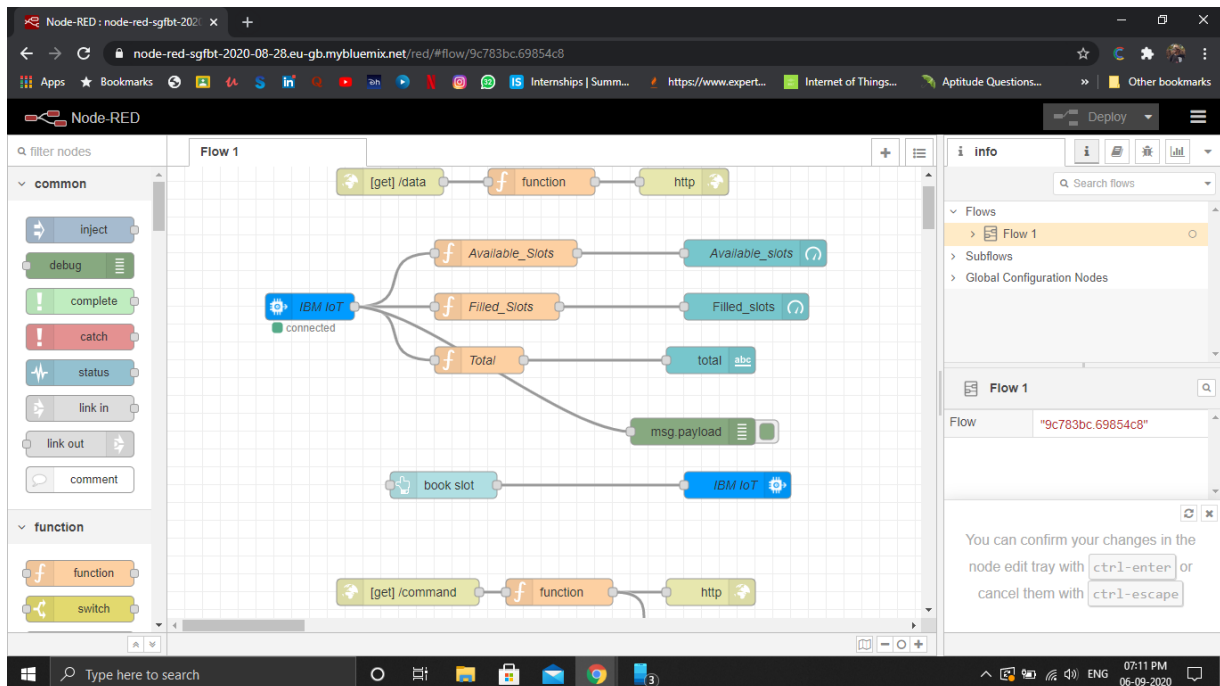 Node-RED : node-red-sgfbt-202
node-red-sgfbt-2020-08-28.eu-gb.mybluemix.net/red/#flow/9c783bc.69854c8
Apps Bookmarks Internships | Summ... https://www.expert... Internet of Things... Aptitude Questions... » Other bookmarks
Node-RED Deploy
filter nodes
Flow 1
info
common
inject
debug
complete
catch
status
link in
link out
comment
function
function
switch
[get] /data function http
Available_Slots Available_slots
IBM IoT Filled_Slots Filled_slots
connected
Total total abc
msg.payload
book slot IBM IoT
[get] /command function http
Search flows
Flows
Flow 1
Subflows
Global Configuration Nodes
Flow 1
Flow "9c783bc.69854c8"
You can confirm your changes in the
node edit tray with ctrl-enter or
cancel them with ctrl-escape
Type here to search
3
ENG
07:11 PM
06-09-2020